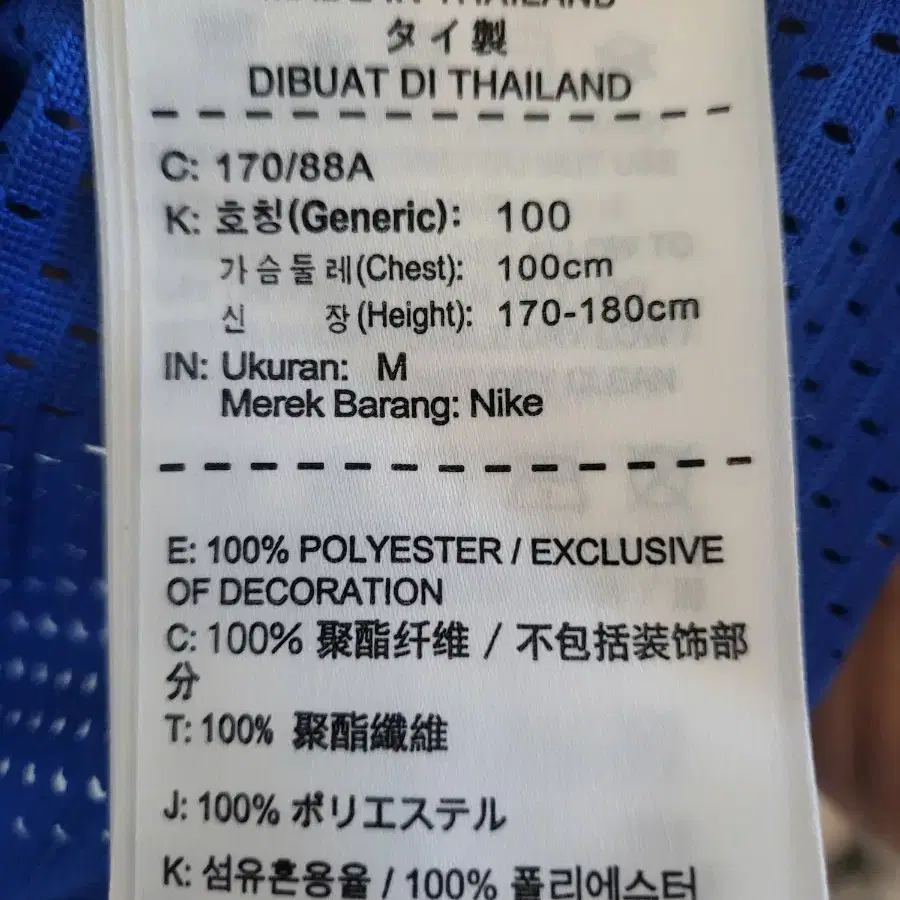 MADE IN THAILAND
タイ製
DIBUAT DI THAILAND
C: 170/88A
K: 호칭(Generic): 100
가슴둘레(Chest): 100cm
신 장(Height): 170-180cm
IN: Ukuran: M
Merek Barang: Nike
E: 100% POLYESTER / EXCLUSIVE
OF DECORATION
C: 100% 聚酯纤维 / 不包括装饰部
分
T: 100% 聚酯纖維
J: 100% ポリエステル
K: 섬유혼용율 / 100% 폴리에스터